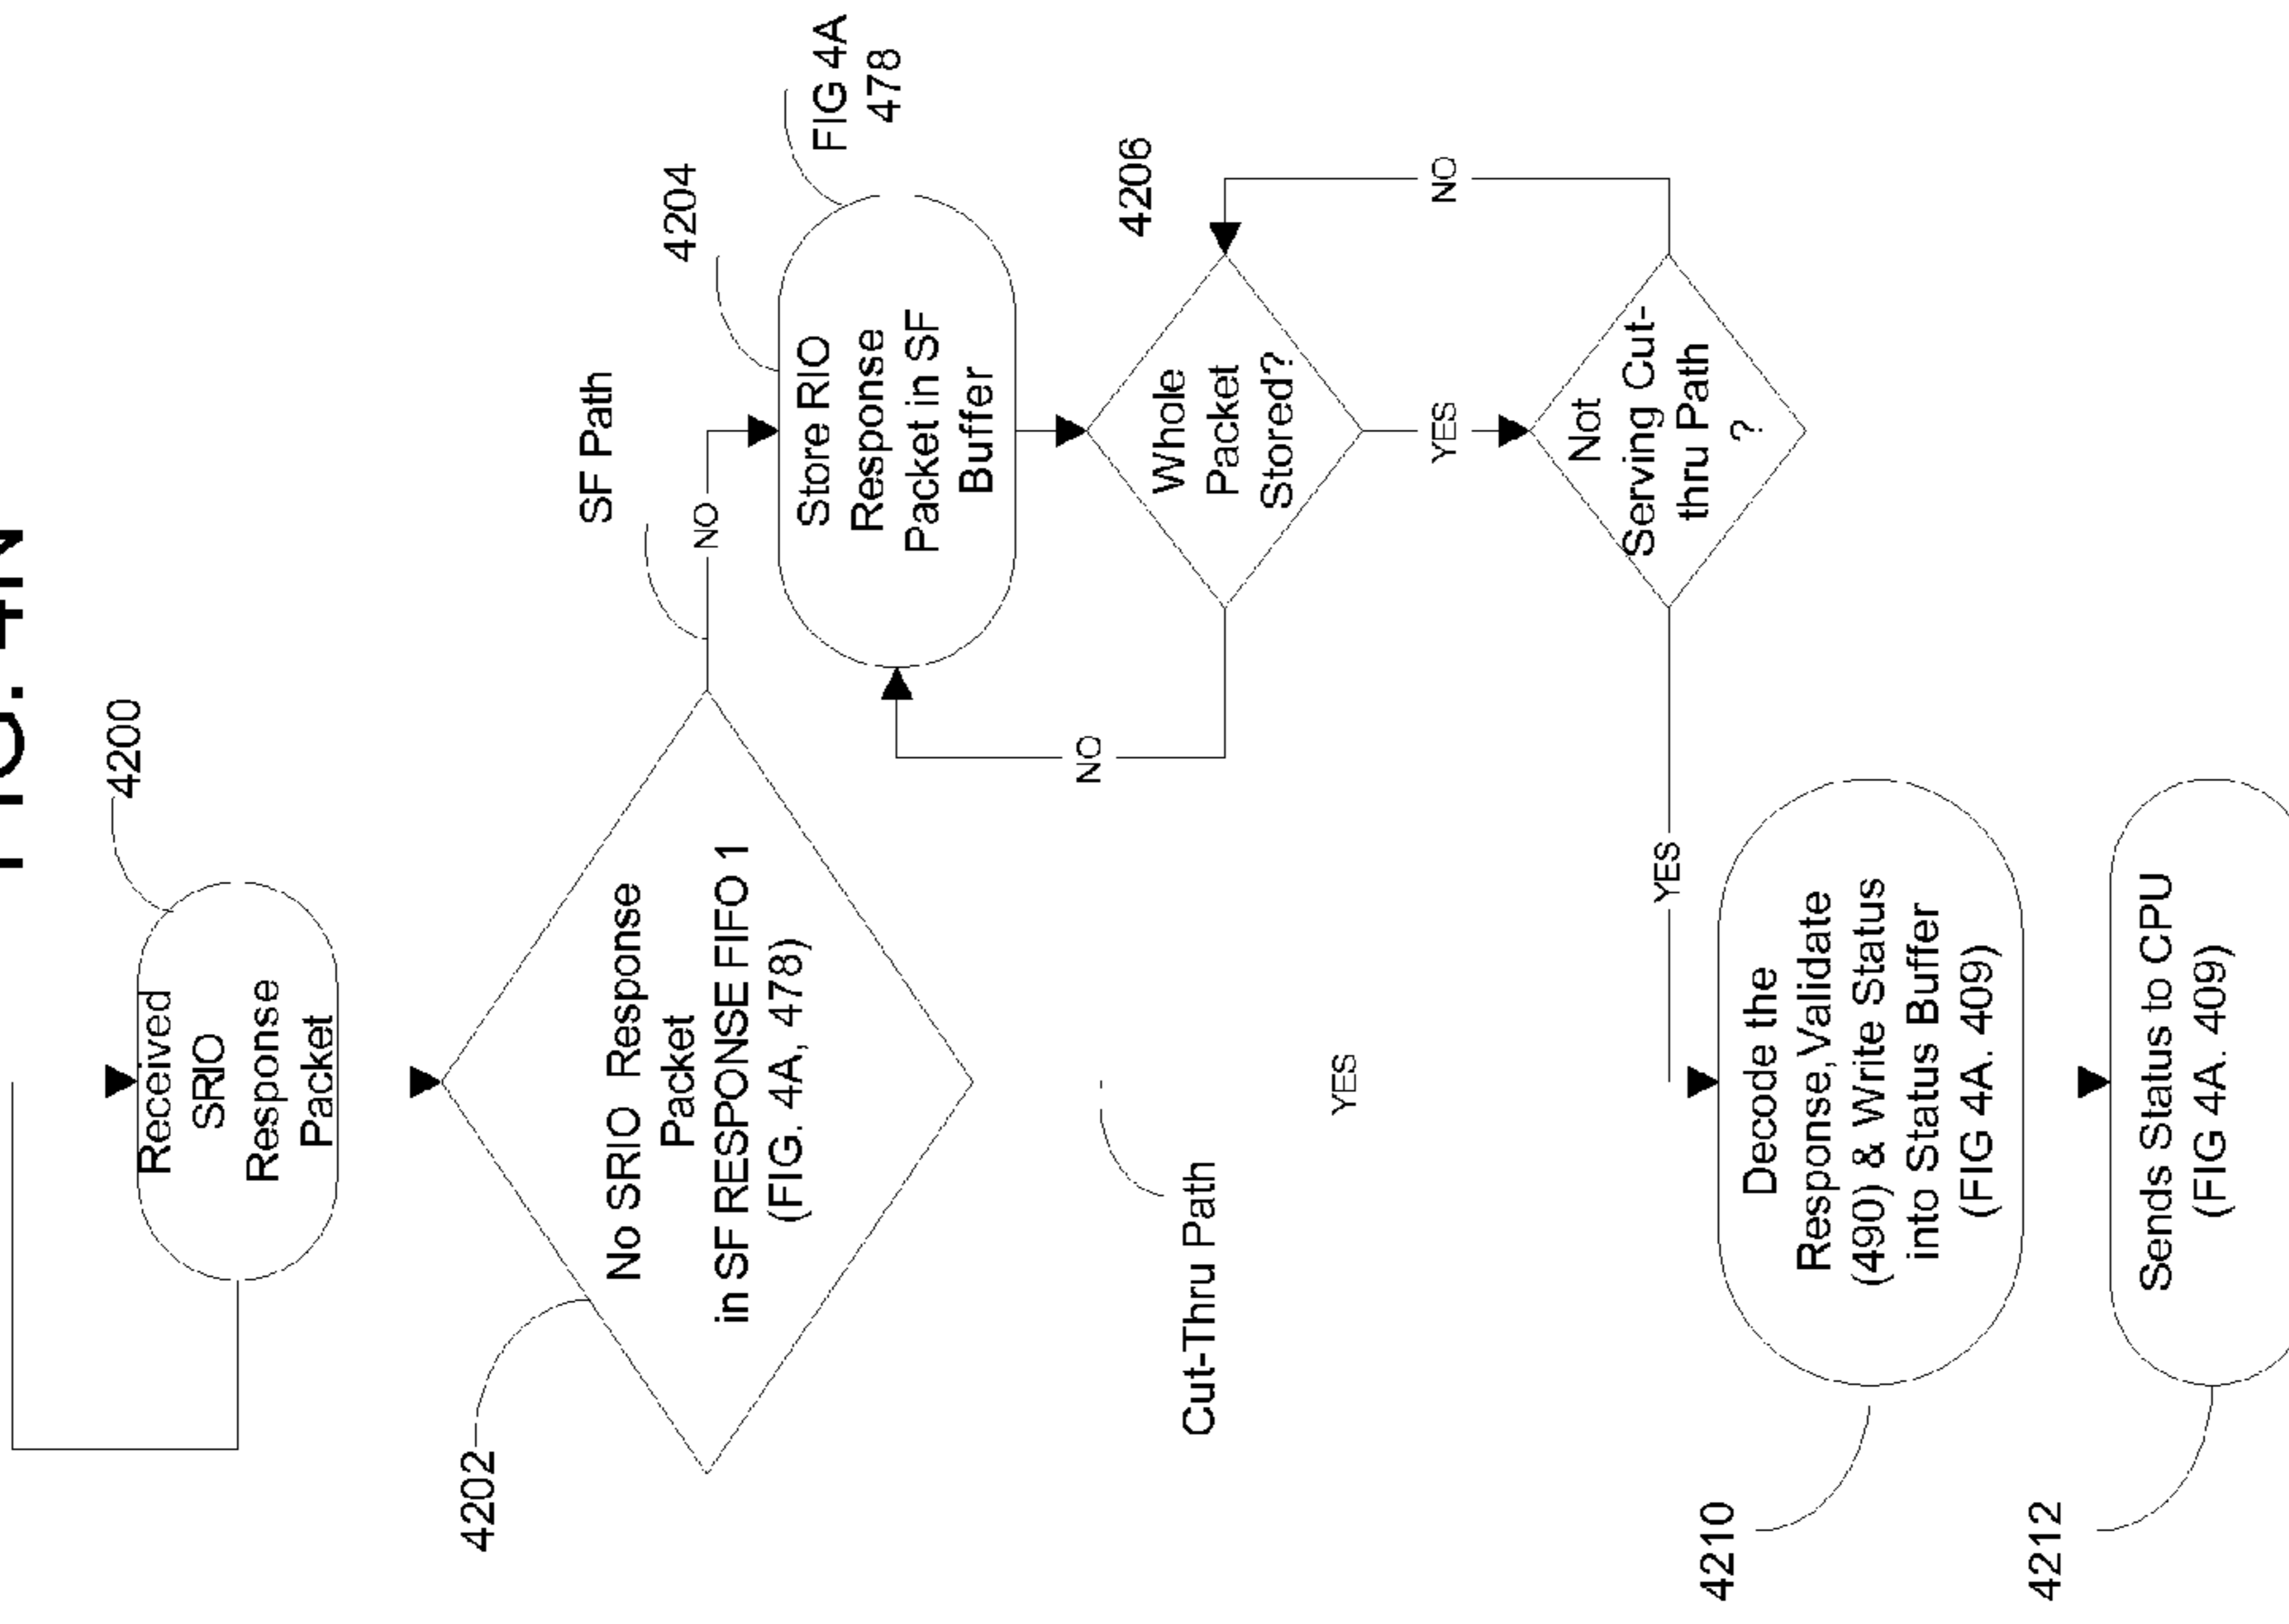 4200
Received
SRIO
Response
Packet
4202
No SRIO Response
Packet
in SF RESPONSE FIFO 1
(FIG. 4A, 478)
SF Path
NO
4204
FIG 4A
478
Store RIO
Response
Packet in SF
Buffer
4206
Whole
Packet
Stored?
NO
YES
NO
Not
Serving Cut-
thru Path
?
Cut-Thru Path
YES
YES
4210
Decode the
Response,Validate
(490) & Write Status
into Status Buffer
(FIG 4A. 409)
4212
Sends Status to CPU
(FIG 4A. 409)